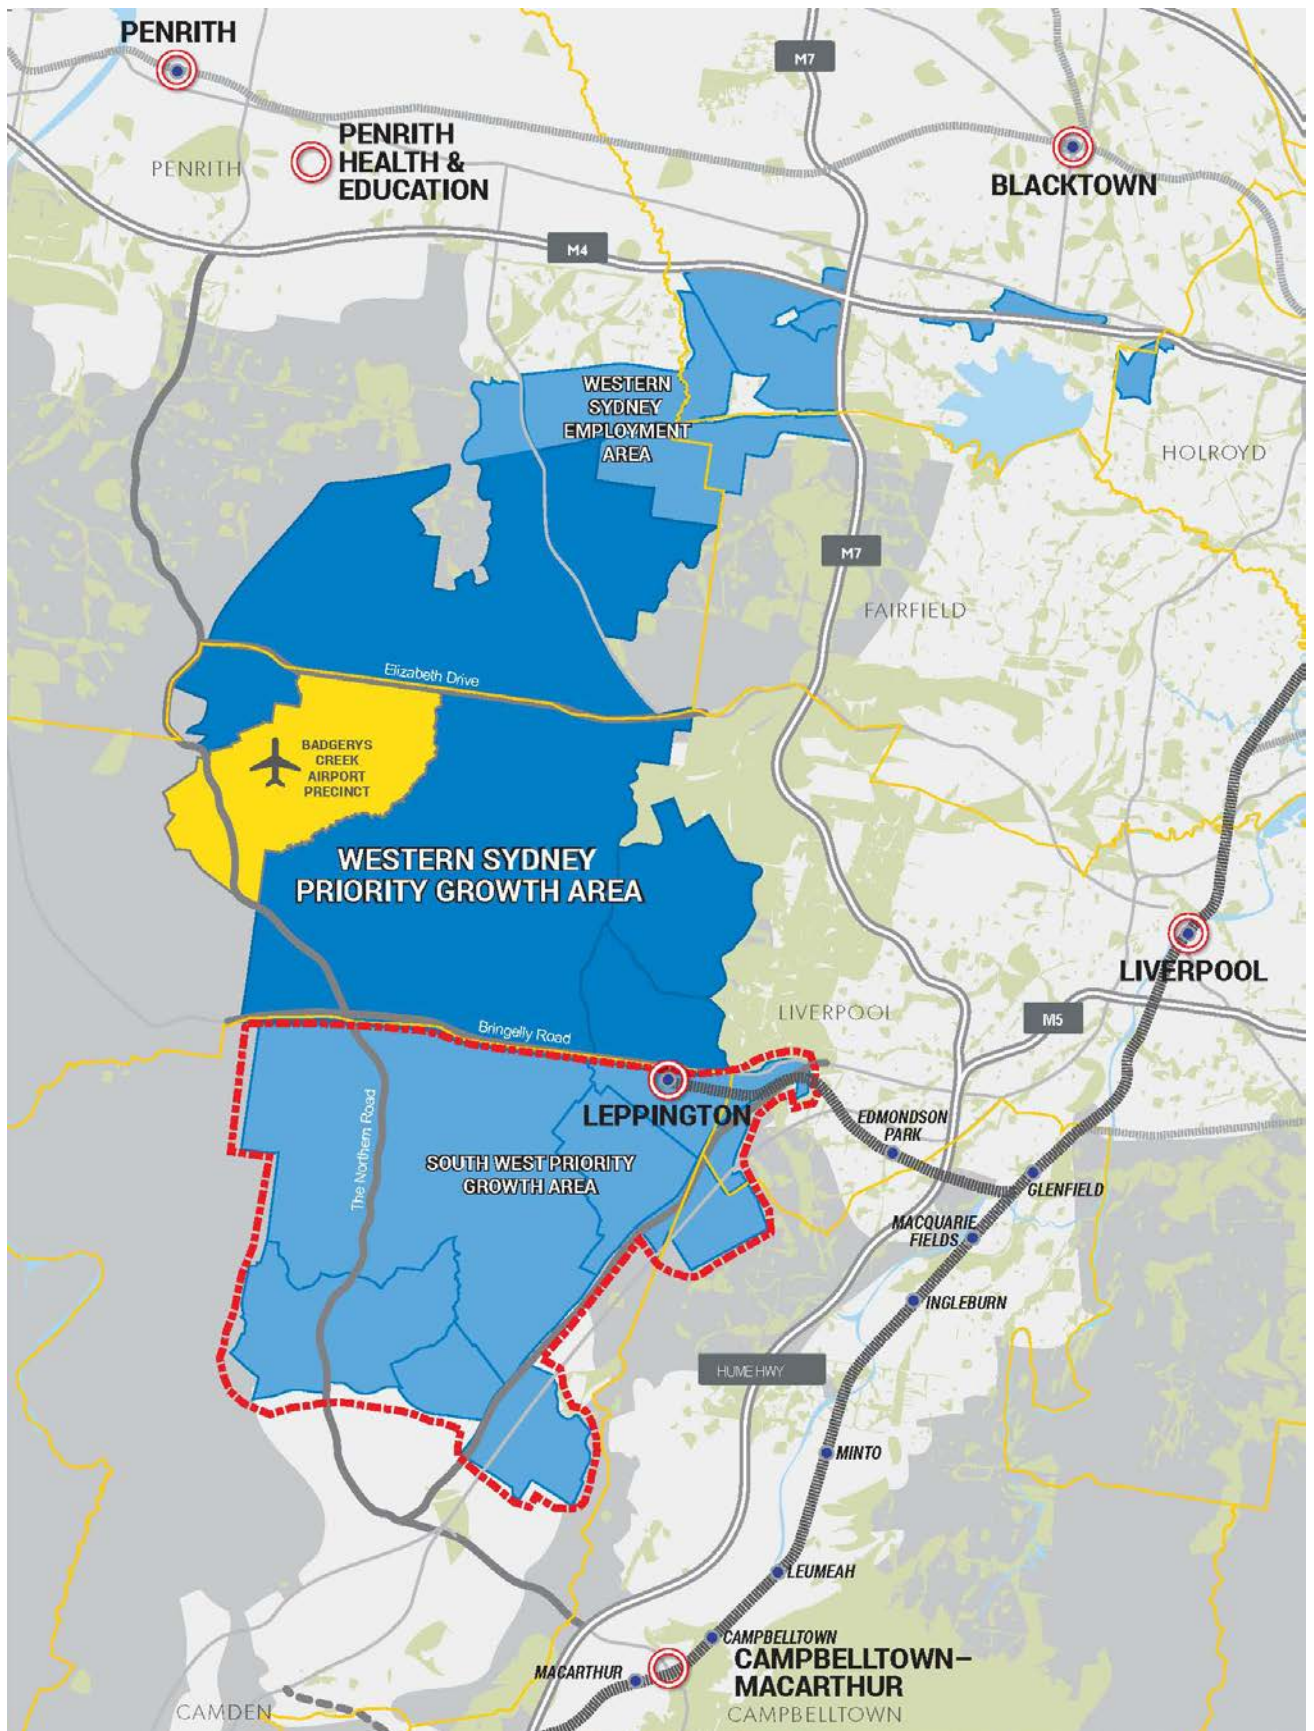 PENRITH
M7
PENRITH
HEALTH &
EDUCATION
PENRITH
BLACKTOWN
M4
WESTERN
SYDNEY
EMPLOYMENT
AREA
HOLROYD
M7
FAIRFIELD
Elizabeth Drive
BADGERYS
CREEK
AIRPORT
PRECINCT
WESTERN SYDNEY
PRIORITY GROWTH AREA
LIVERPOOL
LIVERPOOL
M5
Bringelly Road
LEPPINGTON
EDMONDSON
PARK
The Northern Road
SOUTH WEST PRIORITY
GROWTH AREA
GLENFIELD
MACQUARIE
FIELDS
INGLEBURN
HUME HWY
MINTO
LEUMEAH
CAMPBELLTOWN
MACARTHUR
CAMPBELLTOWN–
MACARTHUR
CAMDEN
CAMPBELLTOWN